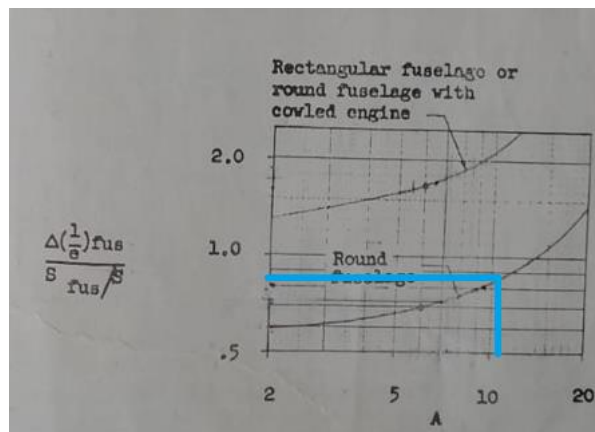 Rectangular fuselage or
round fuselage with
cowled engine
2.0
Δ(1/e)fus
S fus/S
1.0
Round
fuselage
.5
2
5
10
20
A